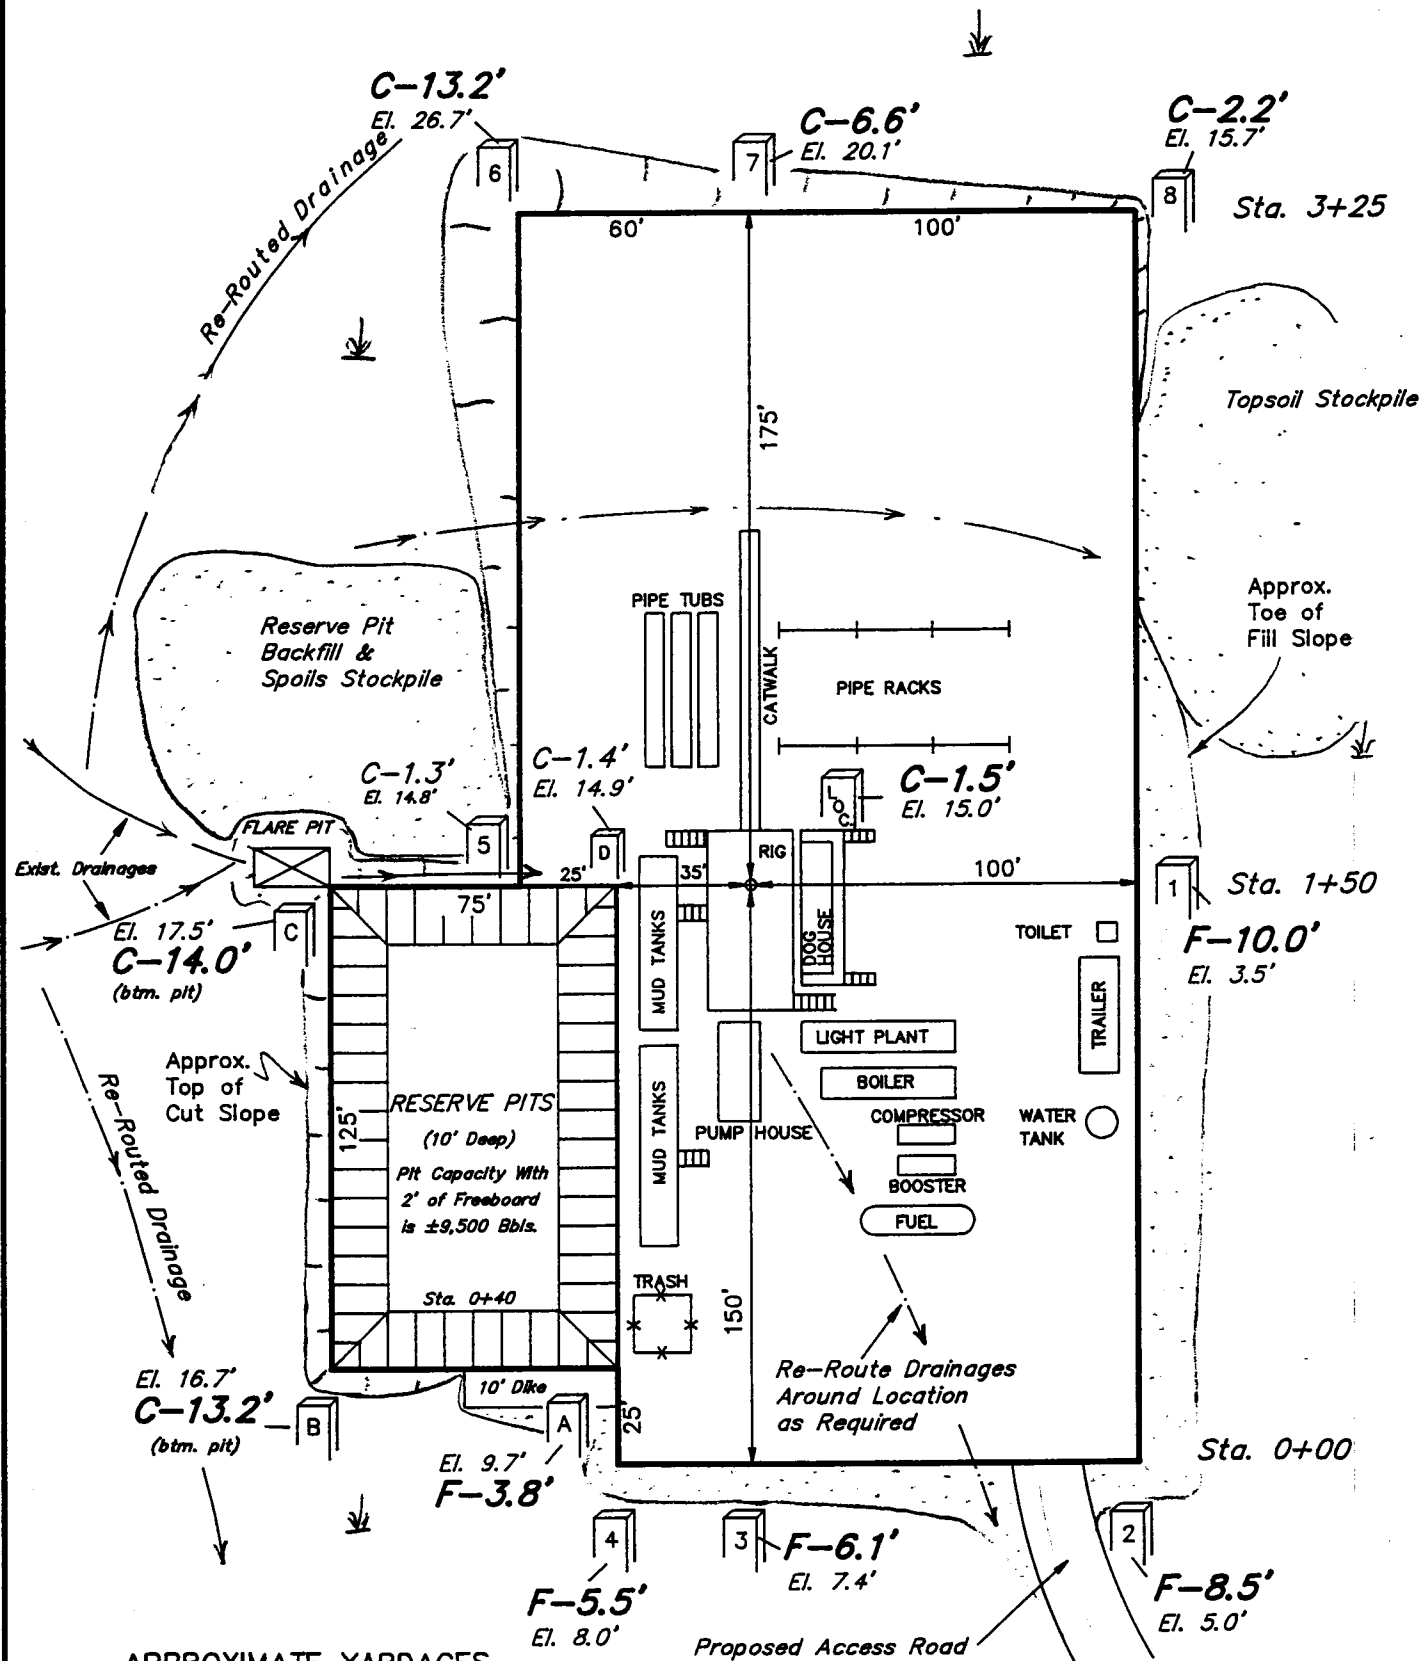 C-13.2'
El. 26.7'
6
C-6.6'
El. 20.1'
7
C-2.2'
El. 15.7'
8
Sta. 3+25
60'
100'
Re-Routed Drainage
175'
Topsoil Stockpile
Reserve Pit
Backfill &
Spoils Stockpile
PIPE TUBS
CATWALK
PIPE RACKS
Approx.
Toe of
Fill Slope
C-1.3'
El. 14.8'
5
C-1.4'
El. 14.9'
D
C-1.5'
El. 15.0'
LOC.
FLARE PIT
Exist. Drainages
RIG
25'
35'
100'
1
Sta. 1+50
F-10.0'
El. 3.5'
El. 17.5'
C-14.0'
(btm. pit)
C
75'
MUD TANKS
DOG
HOUSE
TOILET
TRAILER
LIGHT PLANT
BOILER
COMPRESSOR
BOOSTER
FUEL
WATER
TANK
PUMP HOUSE
MUD TANKS
Approx.
Top of
Cut Slope
Re-Routed Drainage
125'
RESERVE PITS
(10' Deep)
Pit Capacity With
2' of Freeboard
is ±9,500 Bbls.
Sta. 0+40
TRASH
150'
Re-Route Drainages
Around Location
as Required
El. 16.7'
C-13.2'
(btm. pit)
B
10' Dike
A
25'
El. 9.7'
F-3.8'
Sta. 0+00
4
F-5.5'
El. 8.0'
3
F-6.1'
El. 7.4'
2
F-8.5'
El. 5.0'
Proposed Access Road
APPROXIMATE YARDAGES